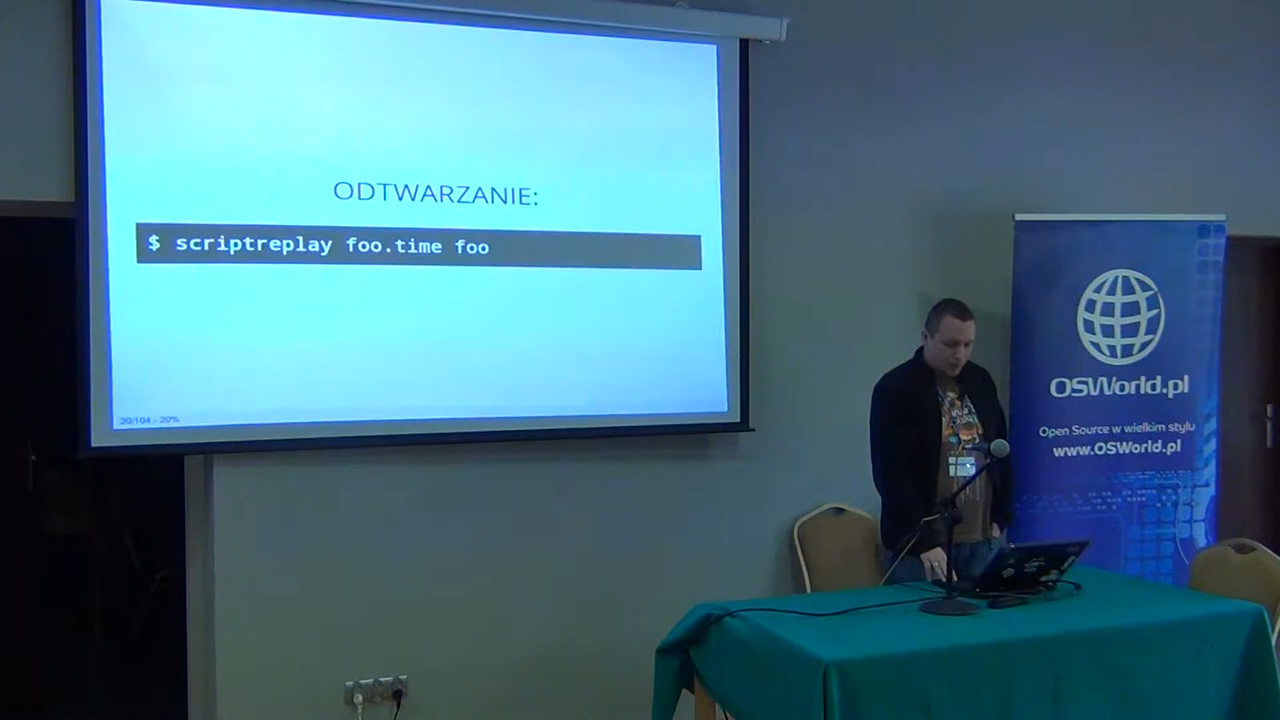 ODTWARZANIE:
$ scriptreplay foo.time foo
20/104 - 20%
OSWorld.pl
Open Source w wielkim stylu
www.OSWorld.pl